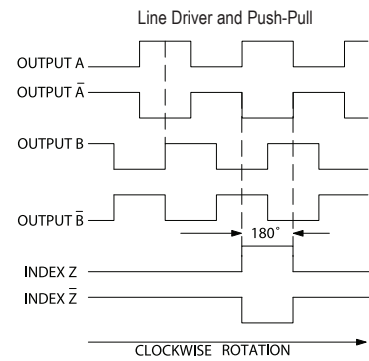 Line Driver and Push-Pull
OUTPUT A
OUTPUT A̅
OUTPUT B
OUTPUT B̅
180°
INDEX Z
INDEX Z̅
CLOCKWISE ROTATION